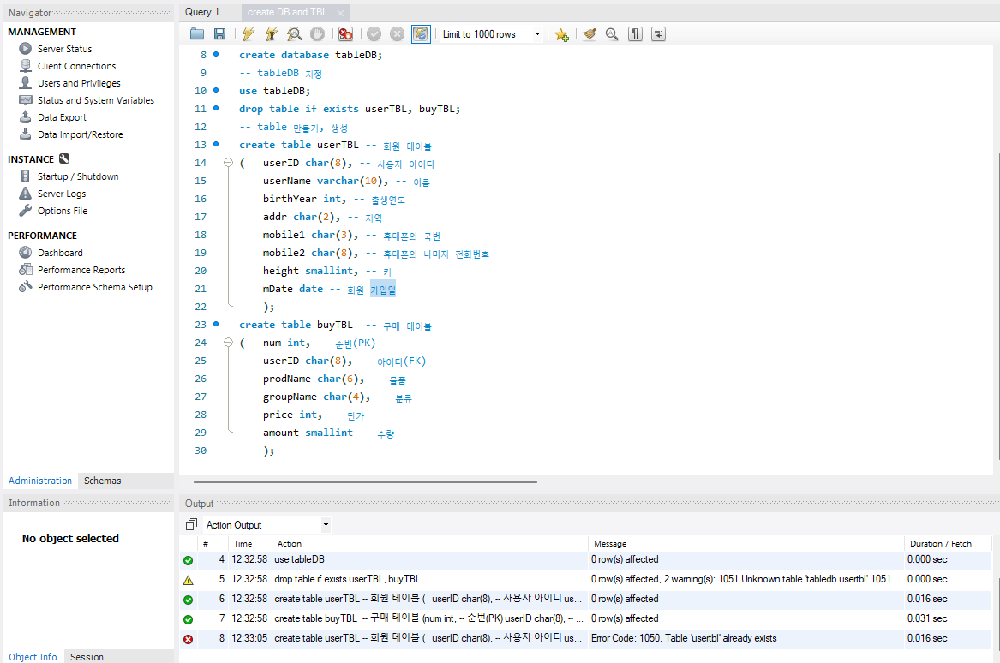 Navigator
MANAGEMENT
Server Status
Client Connections
Users and Privileges
Status and System Variables
Data Export
Data Import/Restore
INSTANCE
Startup / Shutdown
Server Logs
Options File
PERFORMANCE
Dashboard
Performance Reports
Performance Schema Setup
Administration Schemas
Information
No object selected
Object Info Session
Query 1 create DB and TBL
Limit to 1000 rows
8 create database tableDB;
9 -- tableDB 지정
10 use tableDB;
11 drop table if exists userTBL, buyTBL;
12 -- table 만들기, 생성
13 create table userTBL -- 회원 테이블
14 ( userID char(8), -- 사용자 아이디
15 userName varchar(10), -- 이름
16 birthYear int, -- 출생연도
17 addr char(2), -- 지역
18 mobile1 char(3), -- 휴대폰의 국번
19 mobile2 char(8), -- 휴대폰의 나머지 전화번호
20 height smallint, -- 키
21 mDate date -- 회원 가입일
22 );
23 create table buyTBL -- 구매 테이블
24 ( num int, -- 순번(PK)
25 userID char(8), -- 아이디(FK)
26 prodName char(6), -- 물품
27 groupName char(4), -- 분류
28 price int, -- 단가
29 amount smallint -- 수량
30 );
Output
Action Output
# Time Action Message Duration / Fetch
4 12:32:58 use tableDB 0 row(s) affected 0.000 sec
5 12:32:58 drop table if exists userTBL, buyTBL 0 row(s) affected, 2 warning(s): 1051 Unknown table 'tabledb.usertbl' 1051... 0.000 sec
6 12:32:58 create table userTBL -- 회원 테이블 ( userID char(8), -- 사용자 아이디 us... 0 row(s) affected 0.016 sec
7 12:32:58 create table buyTBL -- 구매 테이블 (num int, -- 순번(PK) userID char(8), -- ... 0 row(s) affected 0.031 sec
8 12:33:05 create table userTBL -- 회원 테이블 ( userID char(8), -- 사용자 아이디 us... Error Code: 1050. Table 'usertbl' already exists 0.016 sec